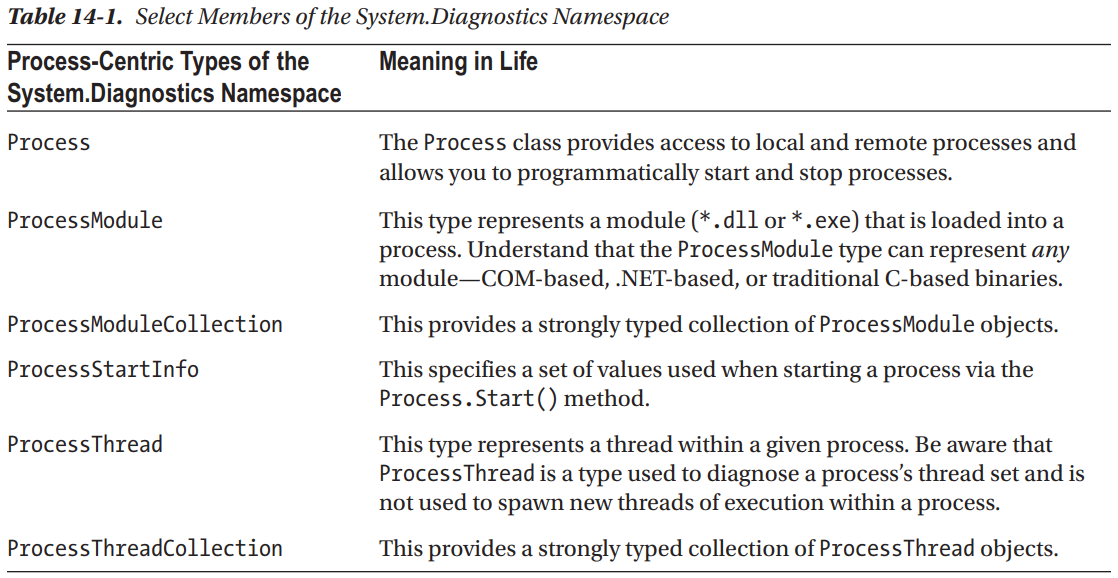 Table 14-1. Select Members of the System.Diagnostics Namespace
Process-Centric Types of the
System.Diagnostics Namespace
Meaning in Life
Process
The Process class provides access to local and remote processes and
allows you to programmatically start and stop processes.
ProcessModule
This type represents a module (*.dll or *.exe) that is loaded into a
process. Understand that the ProcessModule type can represent any
module—COM-based, .NET-based, or traditional C-based binaries.
ProcessModuleCollection
This provides a strongly typed collection of ProcessModule objects.
ProcessStartInfo
This specifies a set of values used when starting a process via the
Process.Start() method.
ProcessThread
This type represents a thread within a given process. Be aware that
ProcessThread is a type used to diagnose a process’s thread set and is
not used to spawn new threads of execution within a process.
ProcessThreadCollection
This provides a strongly typed collection of ProcessThread objects.